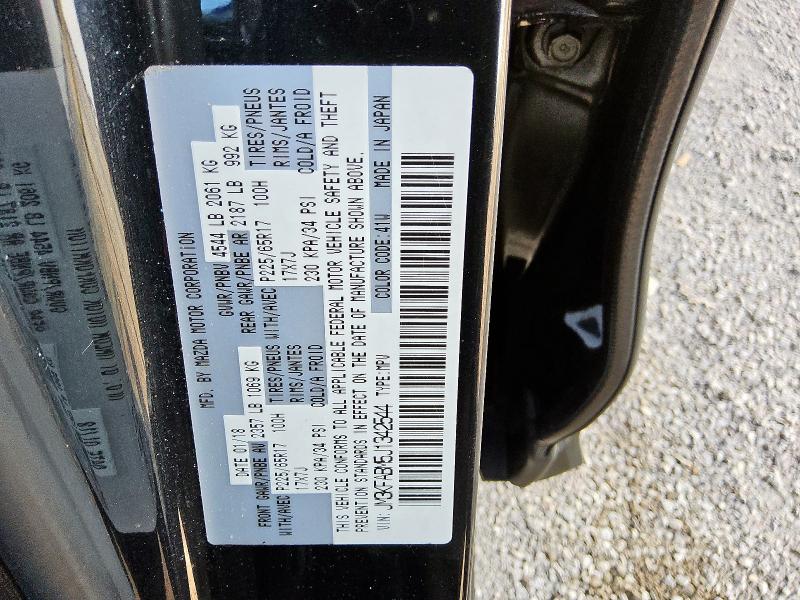 MFD. BY MAZDA MOTOR CORPORATION
DATE 01/18 GVWR/PNBV 4544 LB 2061 KG
FRONT GAWR/PNBE AV 2357 LB 1069 KG REAR GAWR/PNBE AR 2187 LB 992 KG
WITH/AVEC P225/65R17 100H TIRES/PNEUS WITH/AVEC P225/65R17 100H TIRES/PNEUS
17X7J RIMS/JANTES 17X7J RIMS/JANTES
230 KPA/34 PSI COLD/A FROID 230 KPA/34 PSI COLD/A FROID
THIS VEHICLE CONFORMS TO ALL APPLICABLE FEDERAL MOTOR VEHICLE SAFETY AND THEFT
PREVENTION STANDARDS IN EFFECT ON THE DATE OF MANUFACTURE SHOWN ABOVE.
COLOR CODE:41W MADE IN JAPAN
VIN: JM3KFABM5J1342544 TYPE:MPV